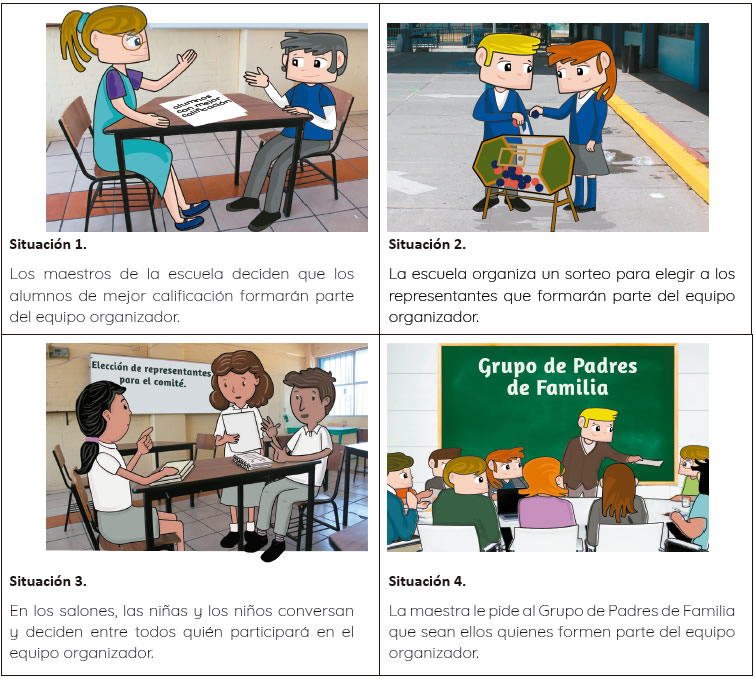 alumnos
con mejor
calificación
Situación 1.
Los maestros de la escuela deciden que los
alumnos de mejor calificación formarán parte
del equipo organizador.
Situación 2.
La escuela organiza un sorteo para elegir a los
representantes que formarán parte del equipo
organizador.
Elección de representantes
para el comité.
Situación 3.
En los salones, las niñas y los niños conversan
y deciden entre todos quién participará en el
equipo organizador.
Grupo de Padres
de Familia
Situación 4.
La maestra le pide al Grupo de Padres de Familia
que sean ellos quienes formen parte del equipo
organizador.